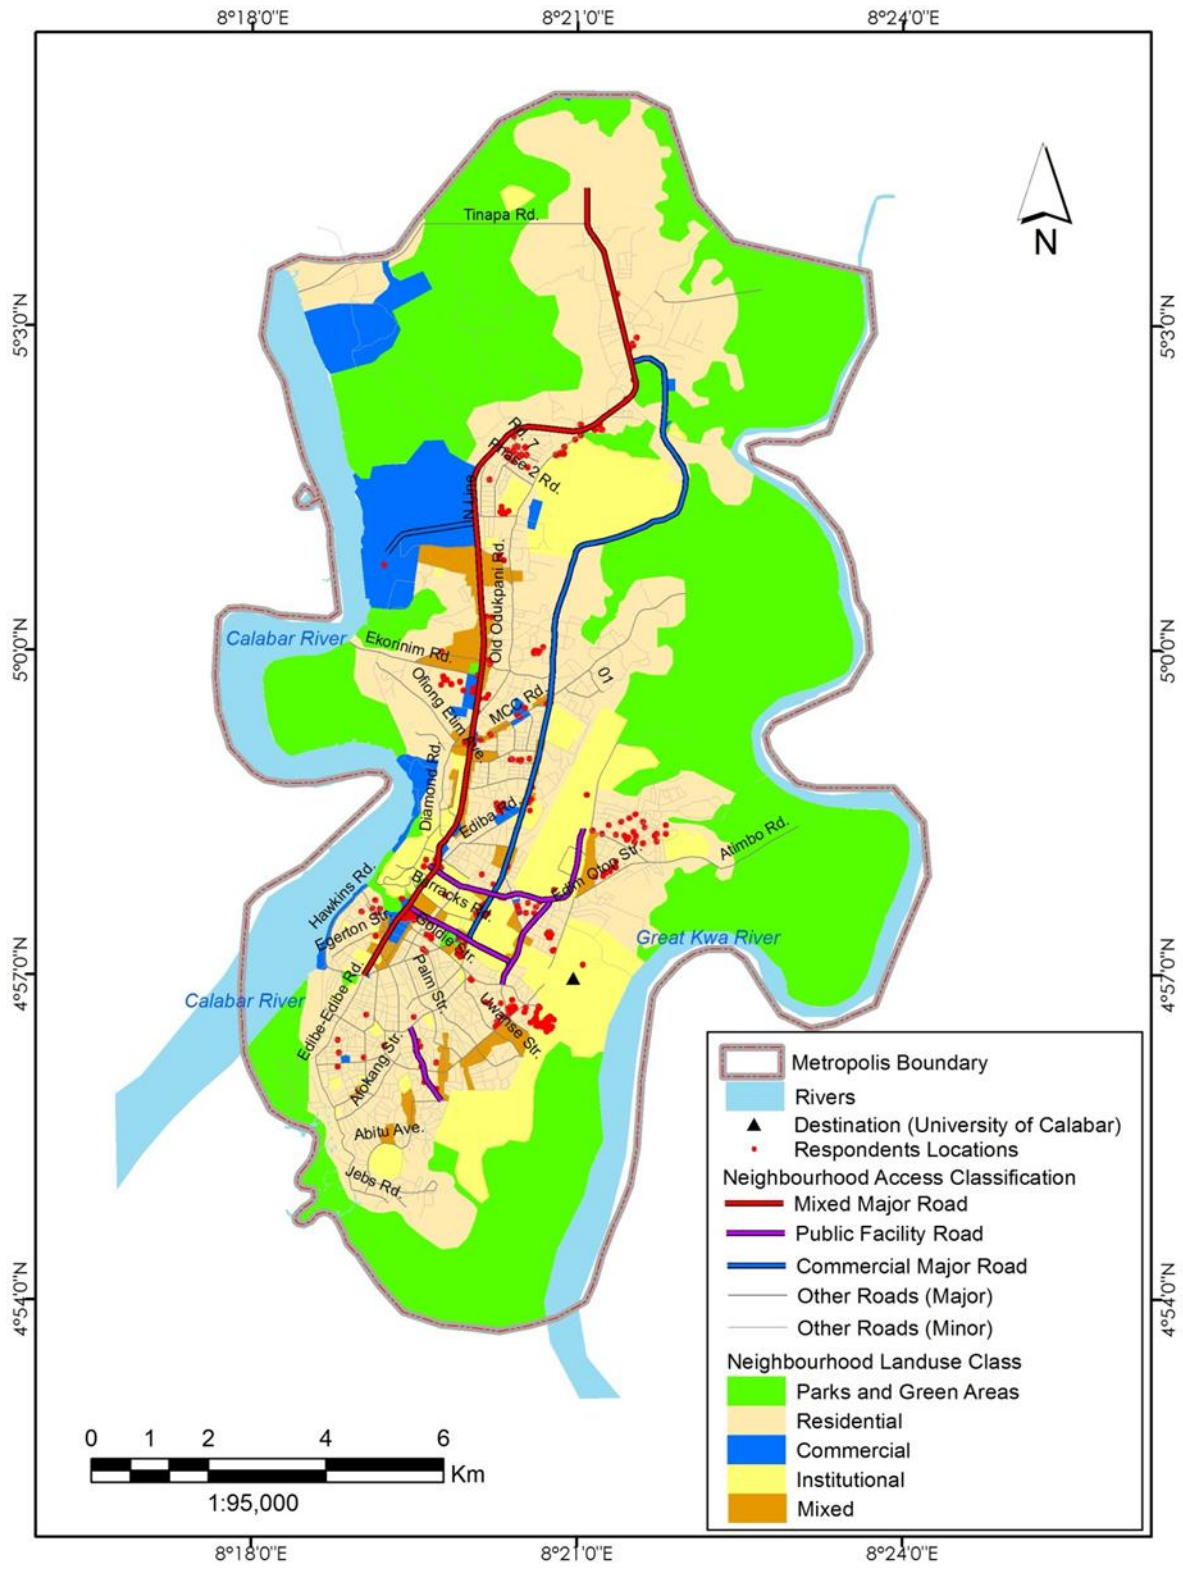 8°18'0"E 8°21'0"E 8°24'0"E
Tinapa Rd.
N
5°3'0"N 5°3'0"N
Rd. 7
Phase 2 Rd.
N Line
Old Odukpani Rd.
5°0'0"N 5°0'0"N
Calabar River
Ekorinim Rd.
01
Ofiong Etim Ave.
MCC Rd.
Diamond Rd.
Ediba Rd.
Atimbo Rd.
Edim Otop Str.
Hawkins Rd.
Barracks Rd.
Egerton Str.
Goldie Str.
Great Kwa River
4°57'0"N 4°57'0"N
Calabar River
Palm Str.
Edibe-Edibe Rd.
Uwanse Str.
Afokang Str.
Abitu Ave.
Jebs Rd.
4°54'0"N 4°54'0"N
Metropolis Boundary
Rivers
Destination (University of Calabar)
Respondents Locations
Neighbourhood Access Classification
Mixed Major Road
Public Facility Road
Commercial Major Road
Other Roads (Major)
Other Roads (Minor)
Neighbourhood Landuse Class
Parks and Green Areas
Residential
Commercial
Institutional
Mixed
0 1 2 4 6
Km
1:95,000
8°18'0"E 8°21'0"E 8°24'0"E